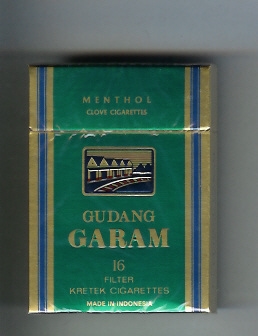 MENTHOL
CLOVE CIGARETTES
GUDANG
GARAM
16
FILTER
KRETEK CIGARETTES
MADE IN INDONESIA